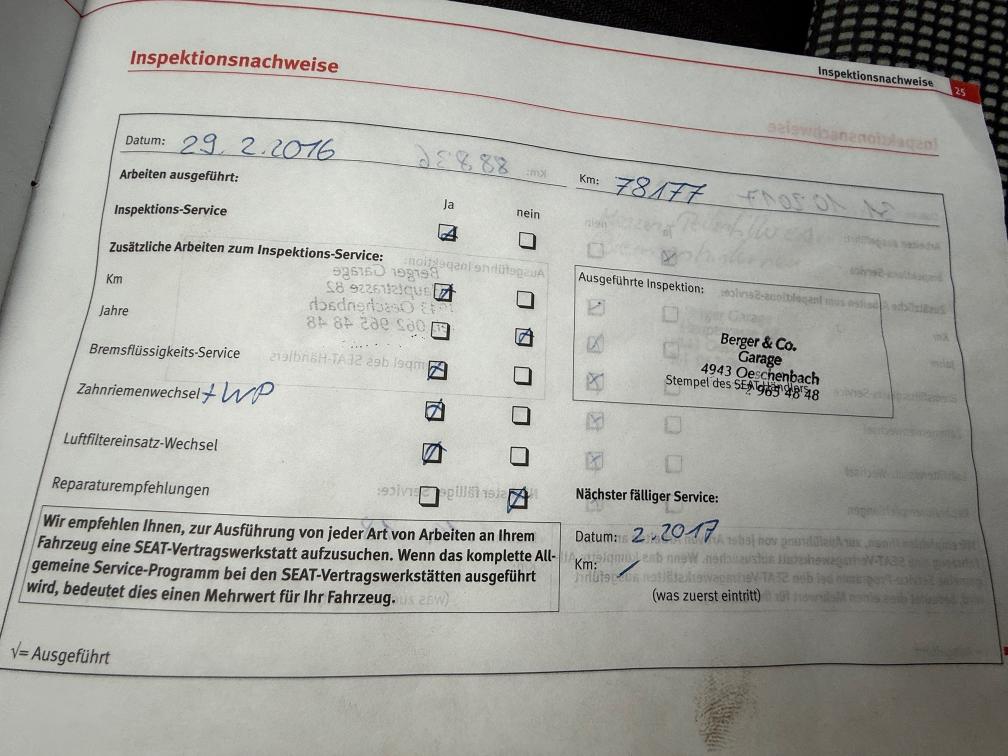 Inspektionsnachweise
Inspektionsnachweise
25
Datum: 29.2.2016
Km: 78177
Arbeiten ausgeführt:
Ja nein
Inspektions-Service
Zusätzliche Arbeiten zum Inspektions-Service:
Km
Jahre
Bremsflüssigkeits-Service
Zahnriemenwechsel + WP
Luftfiltereinsatz-Wechsel
Reparaturempfehlungen
Ausgeführte Inspektion:
Berger & Co.
Garage
4943 Oeschenbach
Stempel des SEAT-Händlers
965 48 48
Nächster fälliger Service:
Datum: 2.2017
Km: /
(was zuerst eintritt)
Wir empfehlen Ihnen, zur Ausführung von jeder Art von Arbeiten an Ihrem
Fahrzeug eine SEAT-Vertragswerkstatt aufzusuchen. Wenn das komplette All-
gemeine Service-Programm bei den SEAT-Vertragswerkstätten ausgeführt
wird, bedeutet dies einen Mehrwert für Ihr Fahrzeug.
√= Ausgeführt